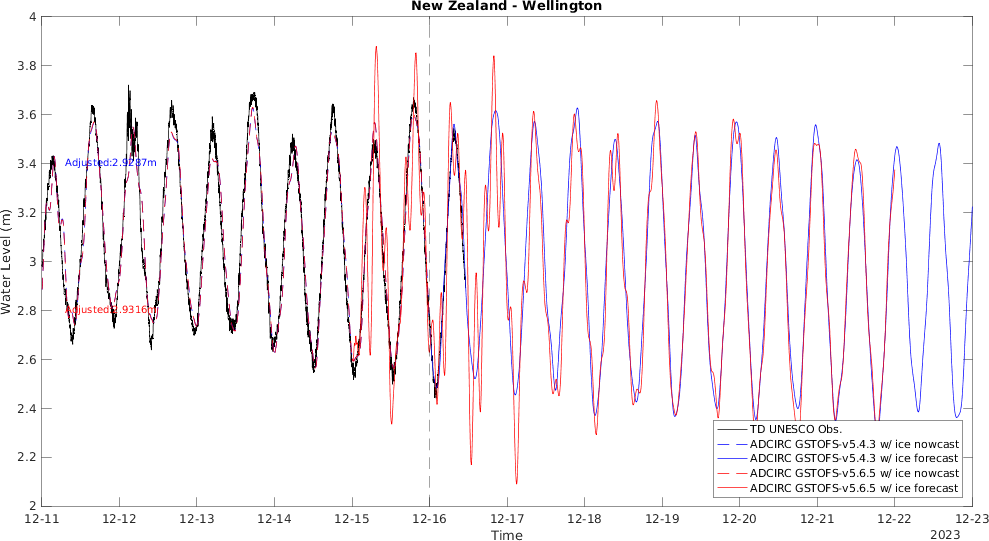 New Zealand - Wellington
4
3.8
3.6
3.4
3.2
3
2.8
2.6
2.4
2.2
2
Water Level (m)
Adjusted:2.9287m
Adjusted:2.9316m
TD UNESCO Obs.
ADCIRC GSTOFS-v5.4.3 w/ ice nowcast
ADCIRC GSTOFS-v5.4.3 w/ ice forecast
ADCIRC GSTOFS-v5.6.5 w/ ice nowcast
ADCIRC GSTOFS-v5.6.5 w/ ice forecast
12-11 12-12 12-13 12-14 12-15 12-16 12-17 12-18 12-19 12-20 12-21 12-22 12-23
Time
2023